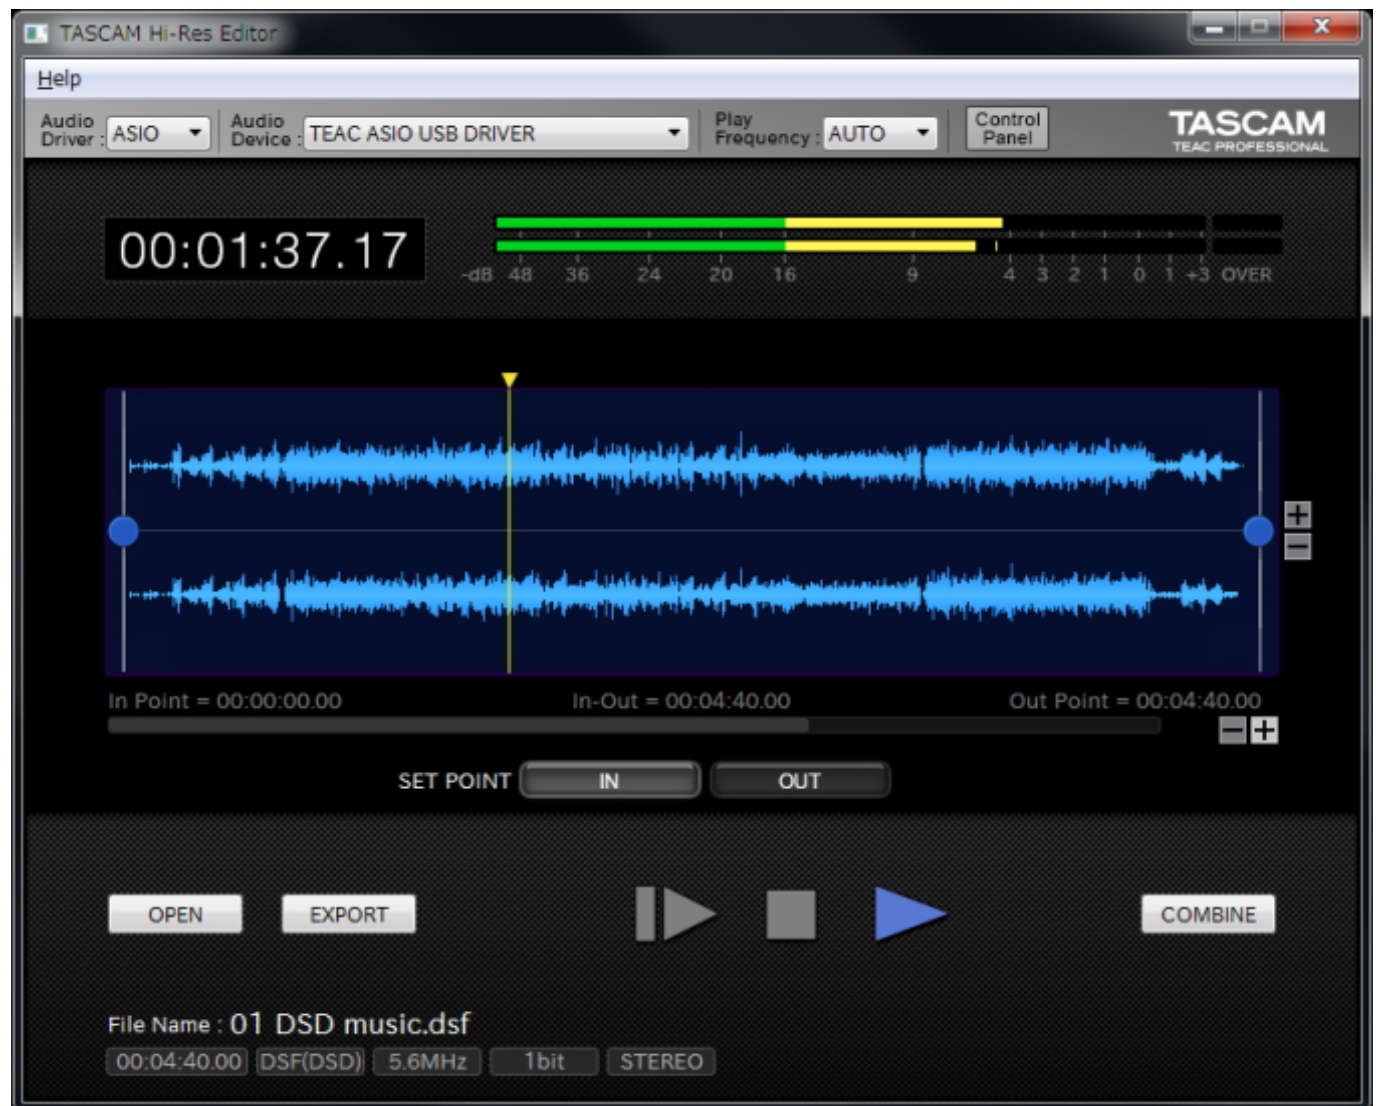 TASCAM Hi-Res Editor
Help
Audio Driver : ASIO Audio Device : TEAC ASIO USB DRIVER Play Frequency : AUTO Control Panel TASCAM
TEAC PROFESSIONAL
00:01:37.17
-dB 48 36 24 20 16 9 4 3 2 1 0 1 +3 OVER
In Point = 00:00:00.00 In-Out = 00:04:40.00 Out Point = 00:04:40.00
SET POINT IN OUT
OPEN EXPORT COMBINE
File Name : 01 DSD music.dsf
00:04:40.00 DSF(DSD) 5.6MHz 1bit STEREO